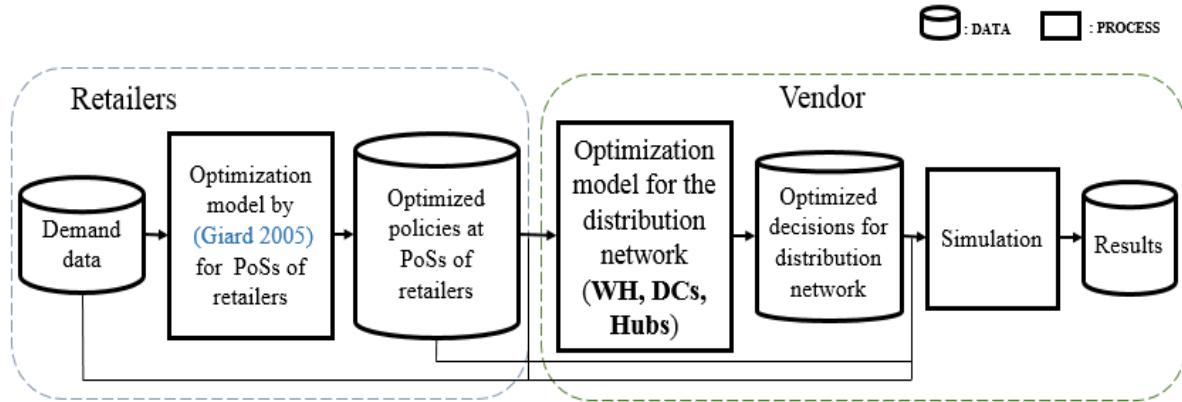 : DATA
: PROCESS
Retailers
Vendor
Demand
data
Optimization
model by
(Giard 2005)
for PoSs of
retailers
Optimized
policies at
PoSs of
retailers
Optimization
model for the
distribution
network
(WH, DCs,
Hubs)
Optimized
decisions for
distribution
network
Simulation
Results